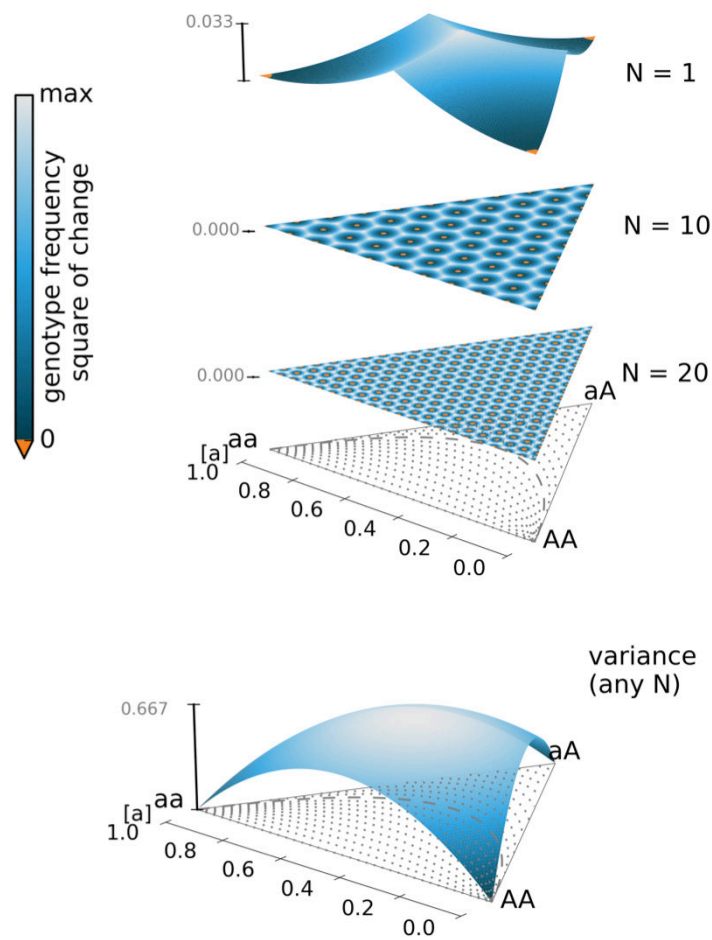 0.033
N = 1
max
genotype frequency
square of change
0
0.000
N = 10
0.000
N = 20
aA
aa
[a]
1.0
0.8
0.6
0.4
0.2
0.0
AA
variance
(any N)
0.667
aA
aa
[a]
1.0
0.8
0.6
0.4
0.2
0.0
AA